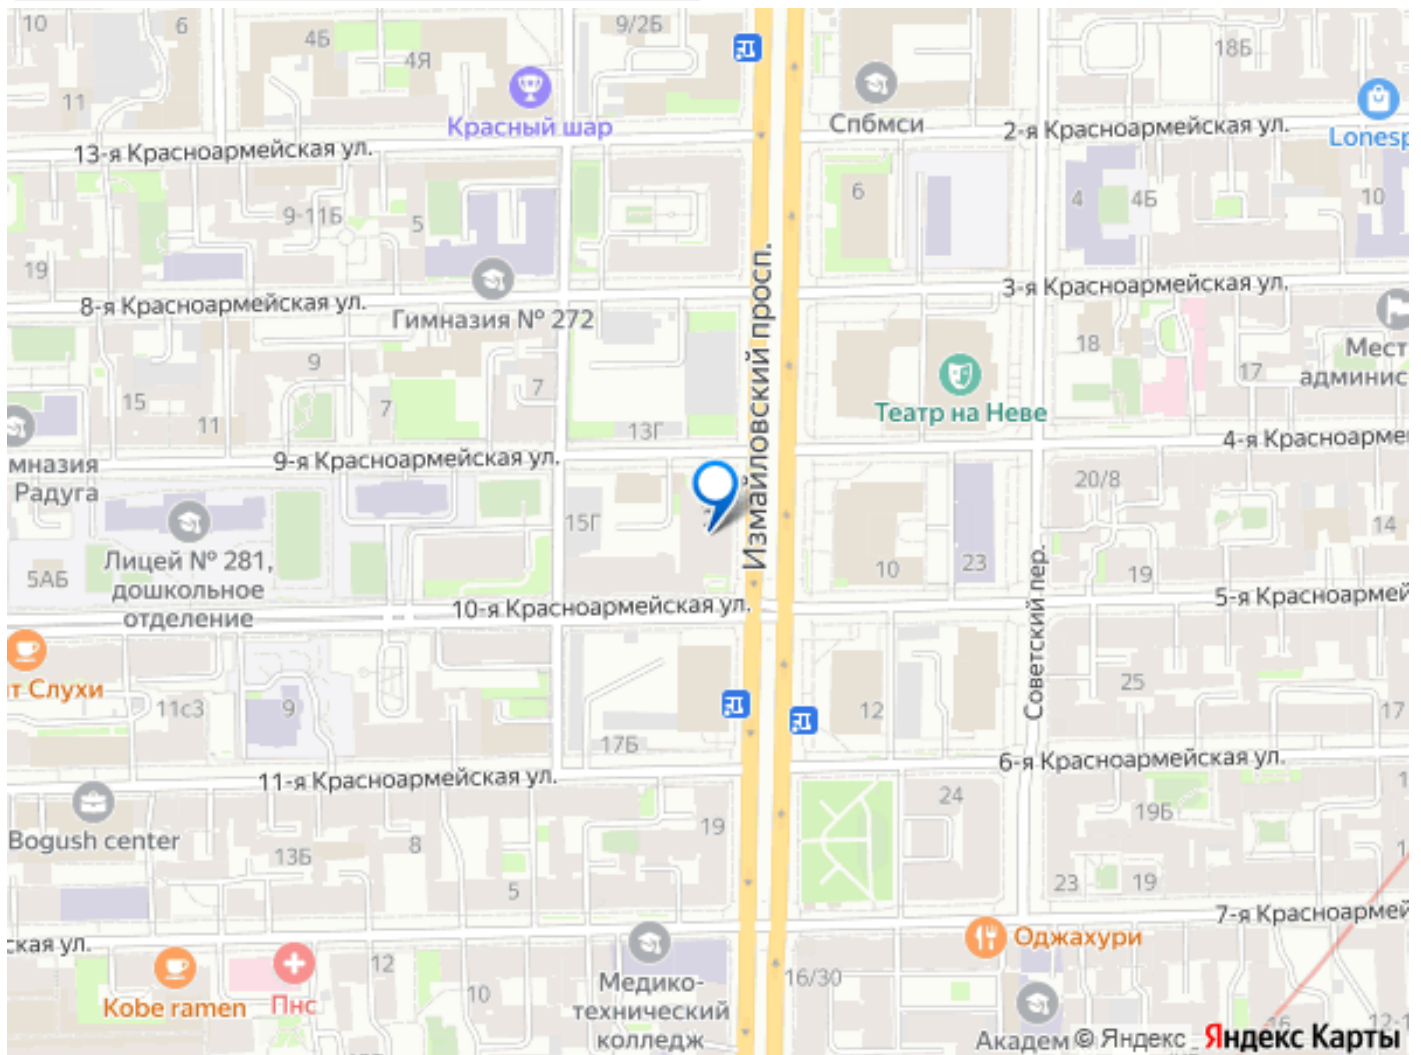 10
6
4Б
9/2Б
18Б
4Я
11
Красный шар
Спбмси
2-я Красноармейская ул.
Lonesp
13-я Красноармейская ул.
6
4
4Б
10
9-11Б
5
19
Измайловский просп.
3-я Красноармейская ул.
8-я Красноармейская ул.
Гимназия № 272
18
Мест
админис
9
7
17
15
7
Театр на Неве
11
13Г
4-я Красноарме
9-я Красноармейская ул.
мназия
Радуга
20/8
15Г
14
Лицей № 281,
дошкольное
отделение
5АБ
10
23
19
Советский пер.
5-я Красноармей
10-я Красноармейская ул.
т Слухи
11с3
9
12
25
17
17Б
6-я Красноармейская ул.
11-я Красноармейская ул.
24
19Б
Bogush center
19
13Б
8
5
23
19
7-я Красноармей
ская ул.
Оджахури
12
16/30
Kobe ramen
Пнс
10
Медико-
технический
колледж
Академ
© Яндекс
Яндекс Карты